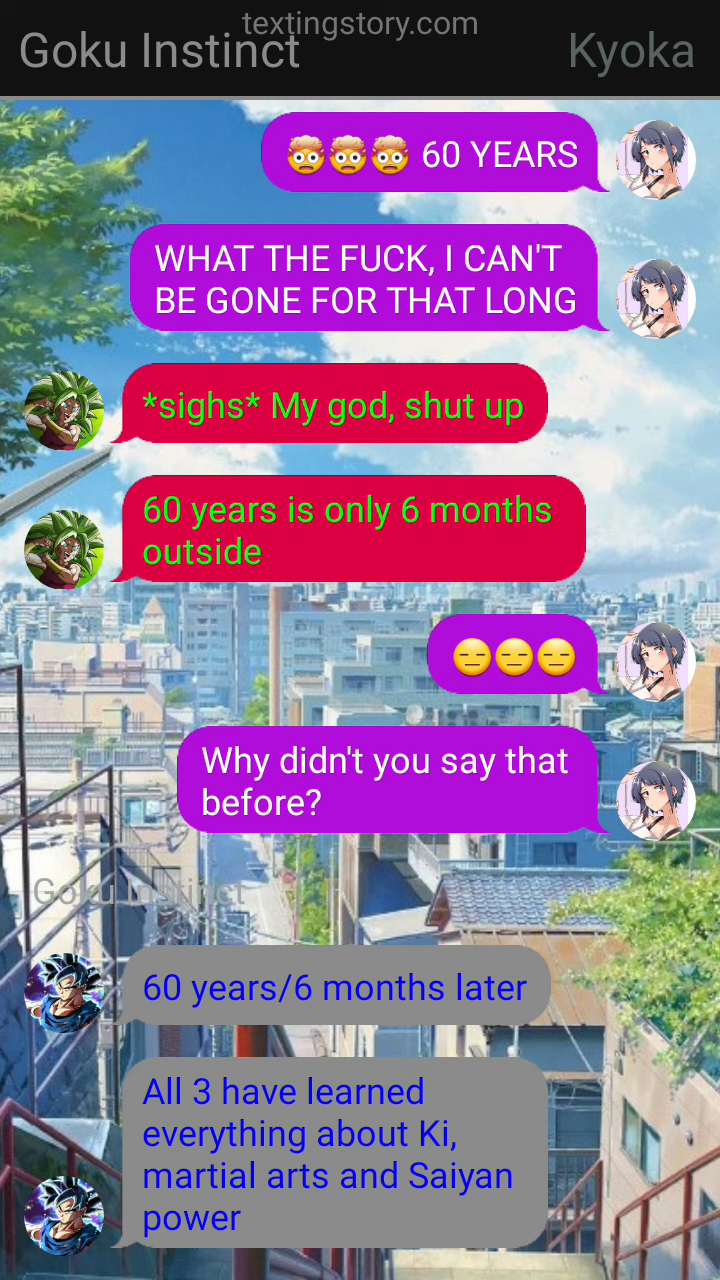 textingstory.com
Goku Instinct
Kyoka
🤯🤯🤯 60 YEARS
WHAT THE FUCK, I CAN'T
BE GONE FOR THAT LONG
*sighs* My god, shut up
60 years is only 6 months
outside
😑😑😑
Why didn't you say that
before?
Goku Instinct
60 years/6 months later
All 3 have learned
everything about Ki,
martial arts and Saiyan
power